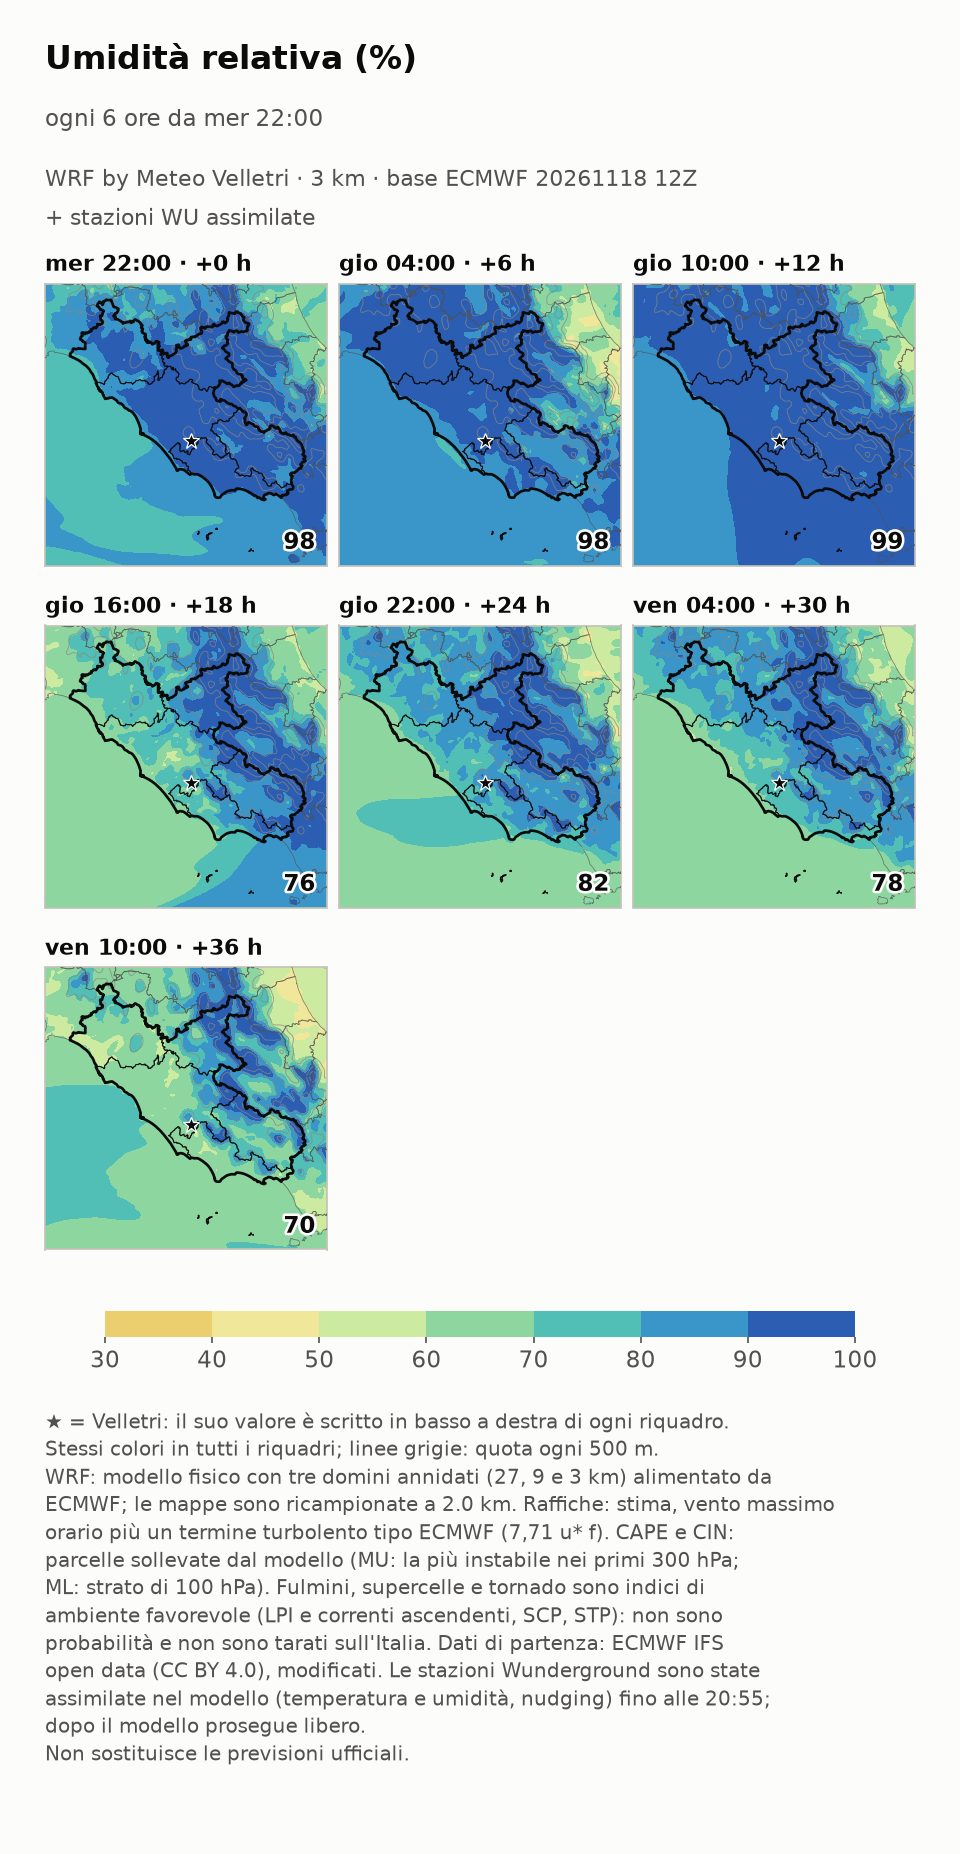 Umidità relativa (%)
ogni 6 ore da mer 22:00
WRF by Meteo Velletri · 3 km · base ECMWF 20261118 12Z
+ stazioni WU assimilate
mer 22:00 · +0 h
gio 04:00 · +6 h
gio 10:00 · +12 h
98
98
99
gio 16:00 · +18 h
gio 22:00 · +24 h
ven 04:00 · +30 h
76
82
78
ven 10:00 · +36 h
70
30 40 50 60 70 80 90 100
★ = Velletri: il suo valore è scritto in basso a destra di ogni riquadro.
Stessi colori in tutti i riquadri; linee grigie: quota ogni 500 m.
WRF: modello fisico con tre domini annidati (27, 9 e 3 km) alimentato da
ECMWF; le mappe sono ricampionate a 2.0 km. Raffiche: stima, vento massimo
orario più un termine turbolento tipo ECMWF (7,71 u* f). CAPE e CIN:
parcelle sollevate dal modello (MU: la più instabile nei primi 300 hPa;
ML: strato di 100 hPa). Fulmini, supercelle e tornado sono indici di
ambiente favorevole (LPI e correnti ascendenti, SCP, STP): non sono
probabilità e non sono tarati sull'Italia. Dati di partenza: ECMWF IFS
open data (CC BY 4.0), modificati. Le stazioni Wunderground sono state
assimilate nel modello (temperatura e umidità, nudging) fino alle 20:55;
dopo il modello prosegue libero.
Non sostituisce le previsioni ufficiali.